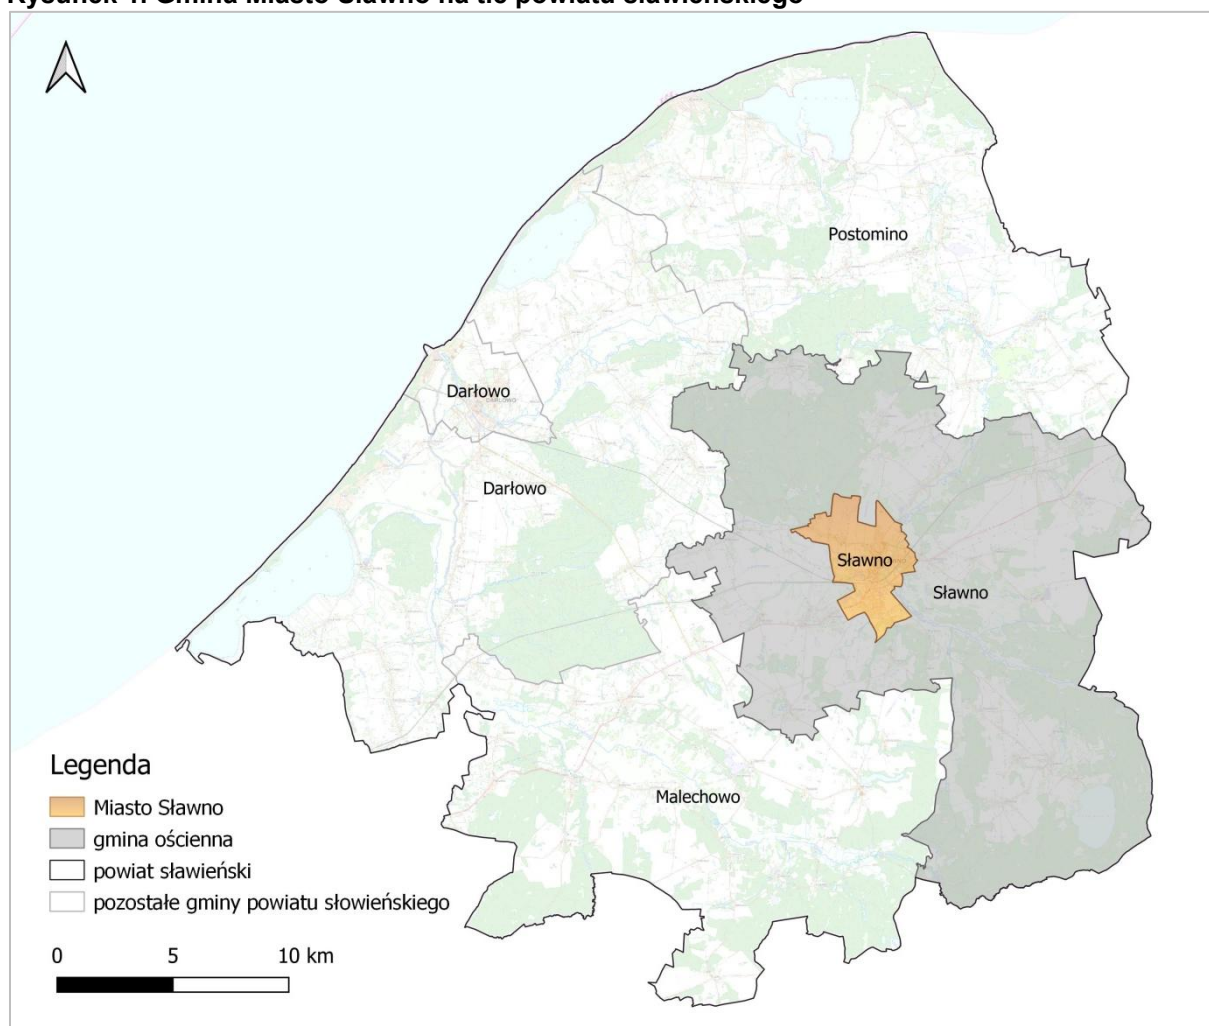 Rysunek 1. Gmina Miasto Sławno na tle powiatu sławieńskiego
Postomino
Darłowo
Darłowo
Sławno
Sławno
Malechowo
Legenda
Miasto Sławno
gmina ościenna
powiat sławieński
pozostałe gminy powiatu słowieńskiego
0 5 10 km